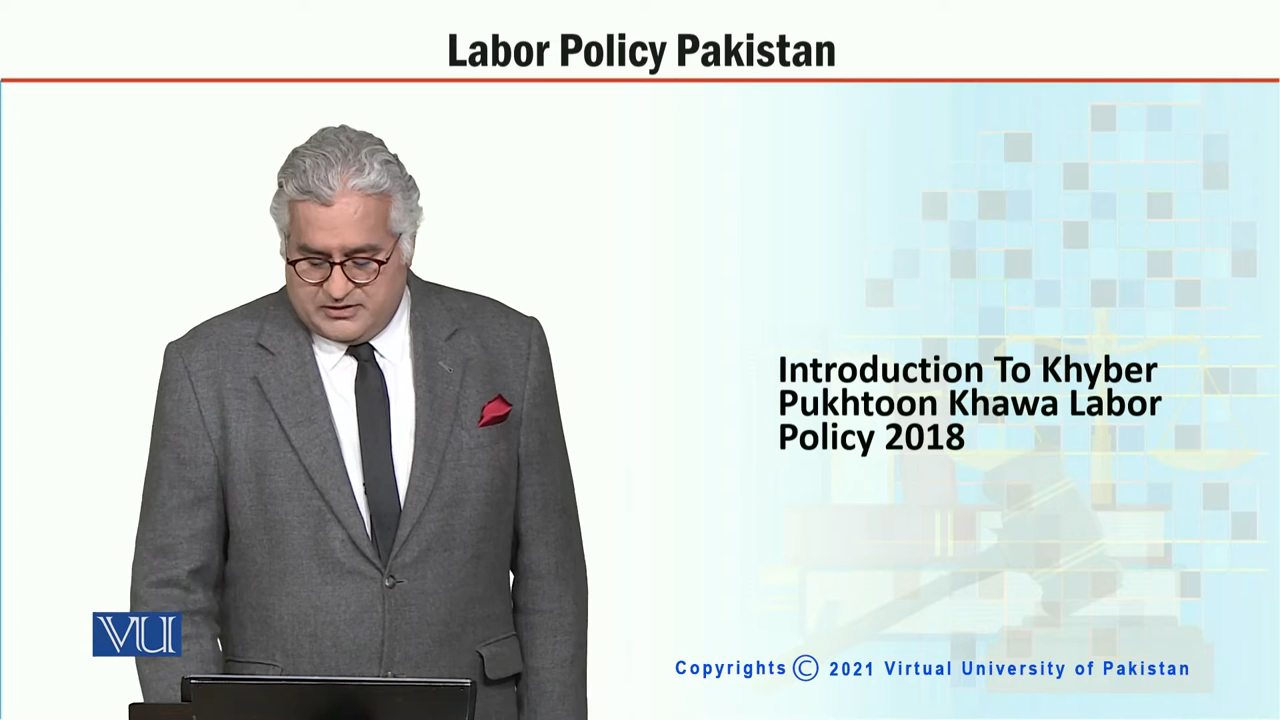 Labor Policy Pakistan
Introduction To Khyber
Pukhtoon Khawa Labor
Policy 2018
VU
Copyrights © 2021 Virtual University of Pakistan